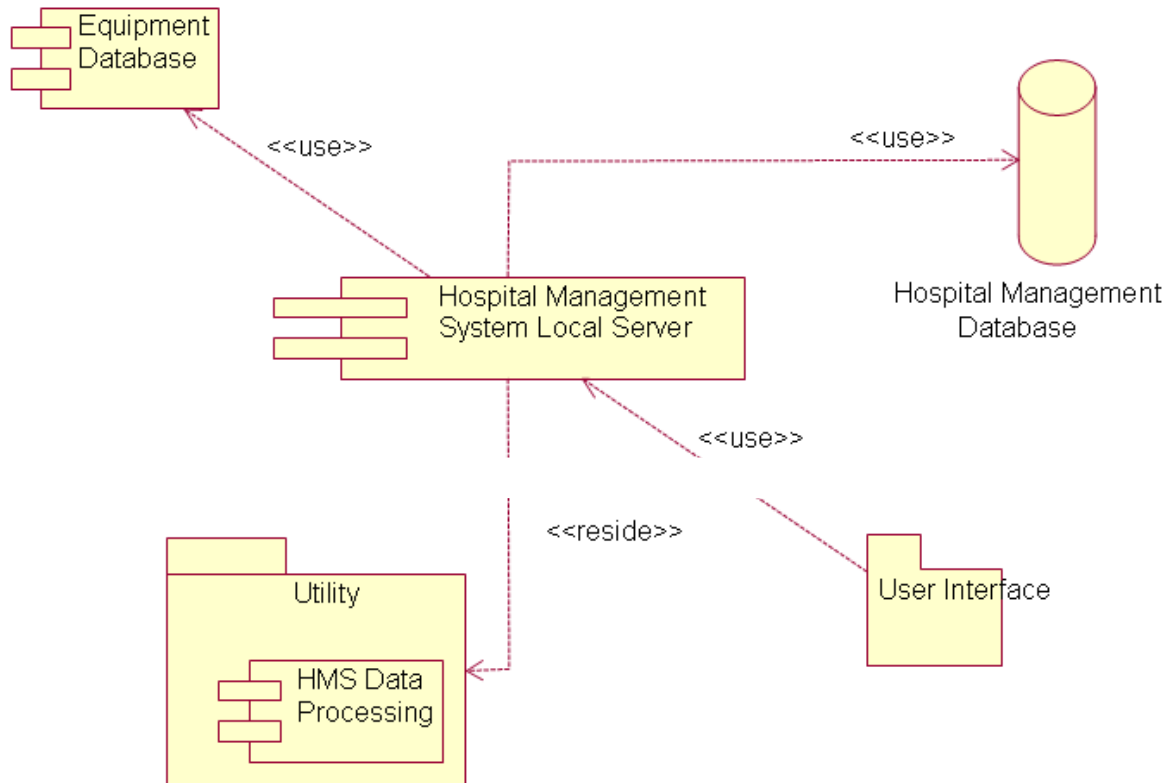 Equipment
Database
<<use>>
<<use>>
Hospital Management
System Local Server
Hospital Management
Database
<<use>>
<<reside>>
Utility
User Interface
HMS Data
Processing